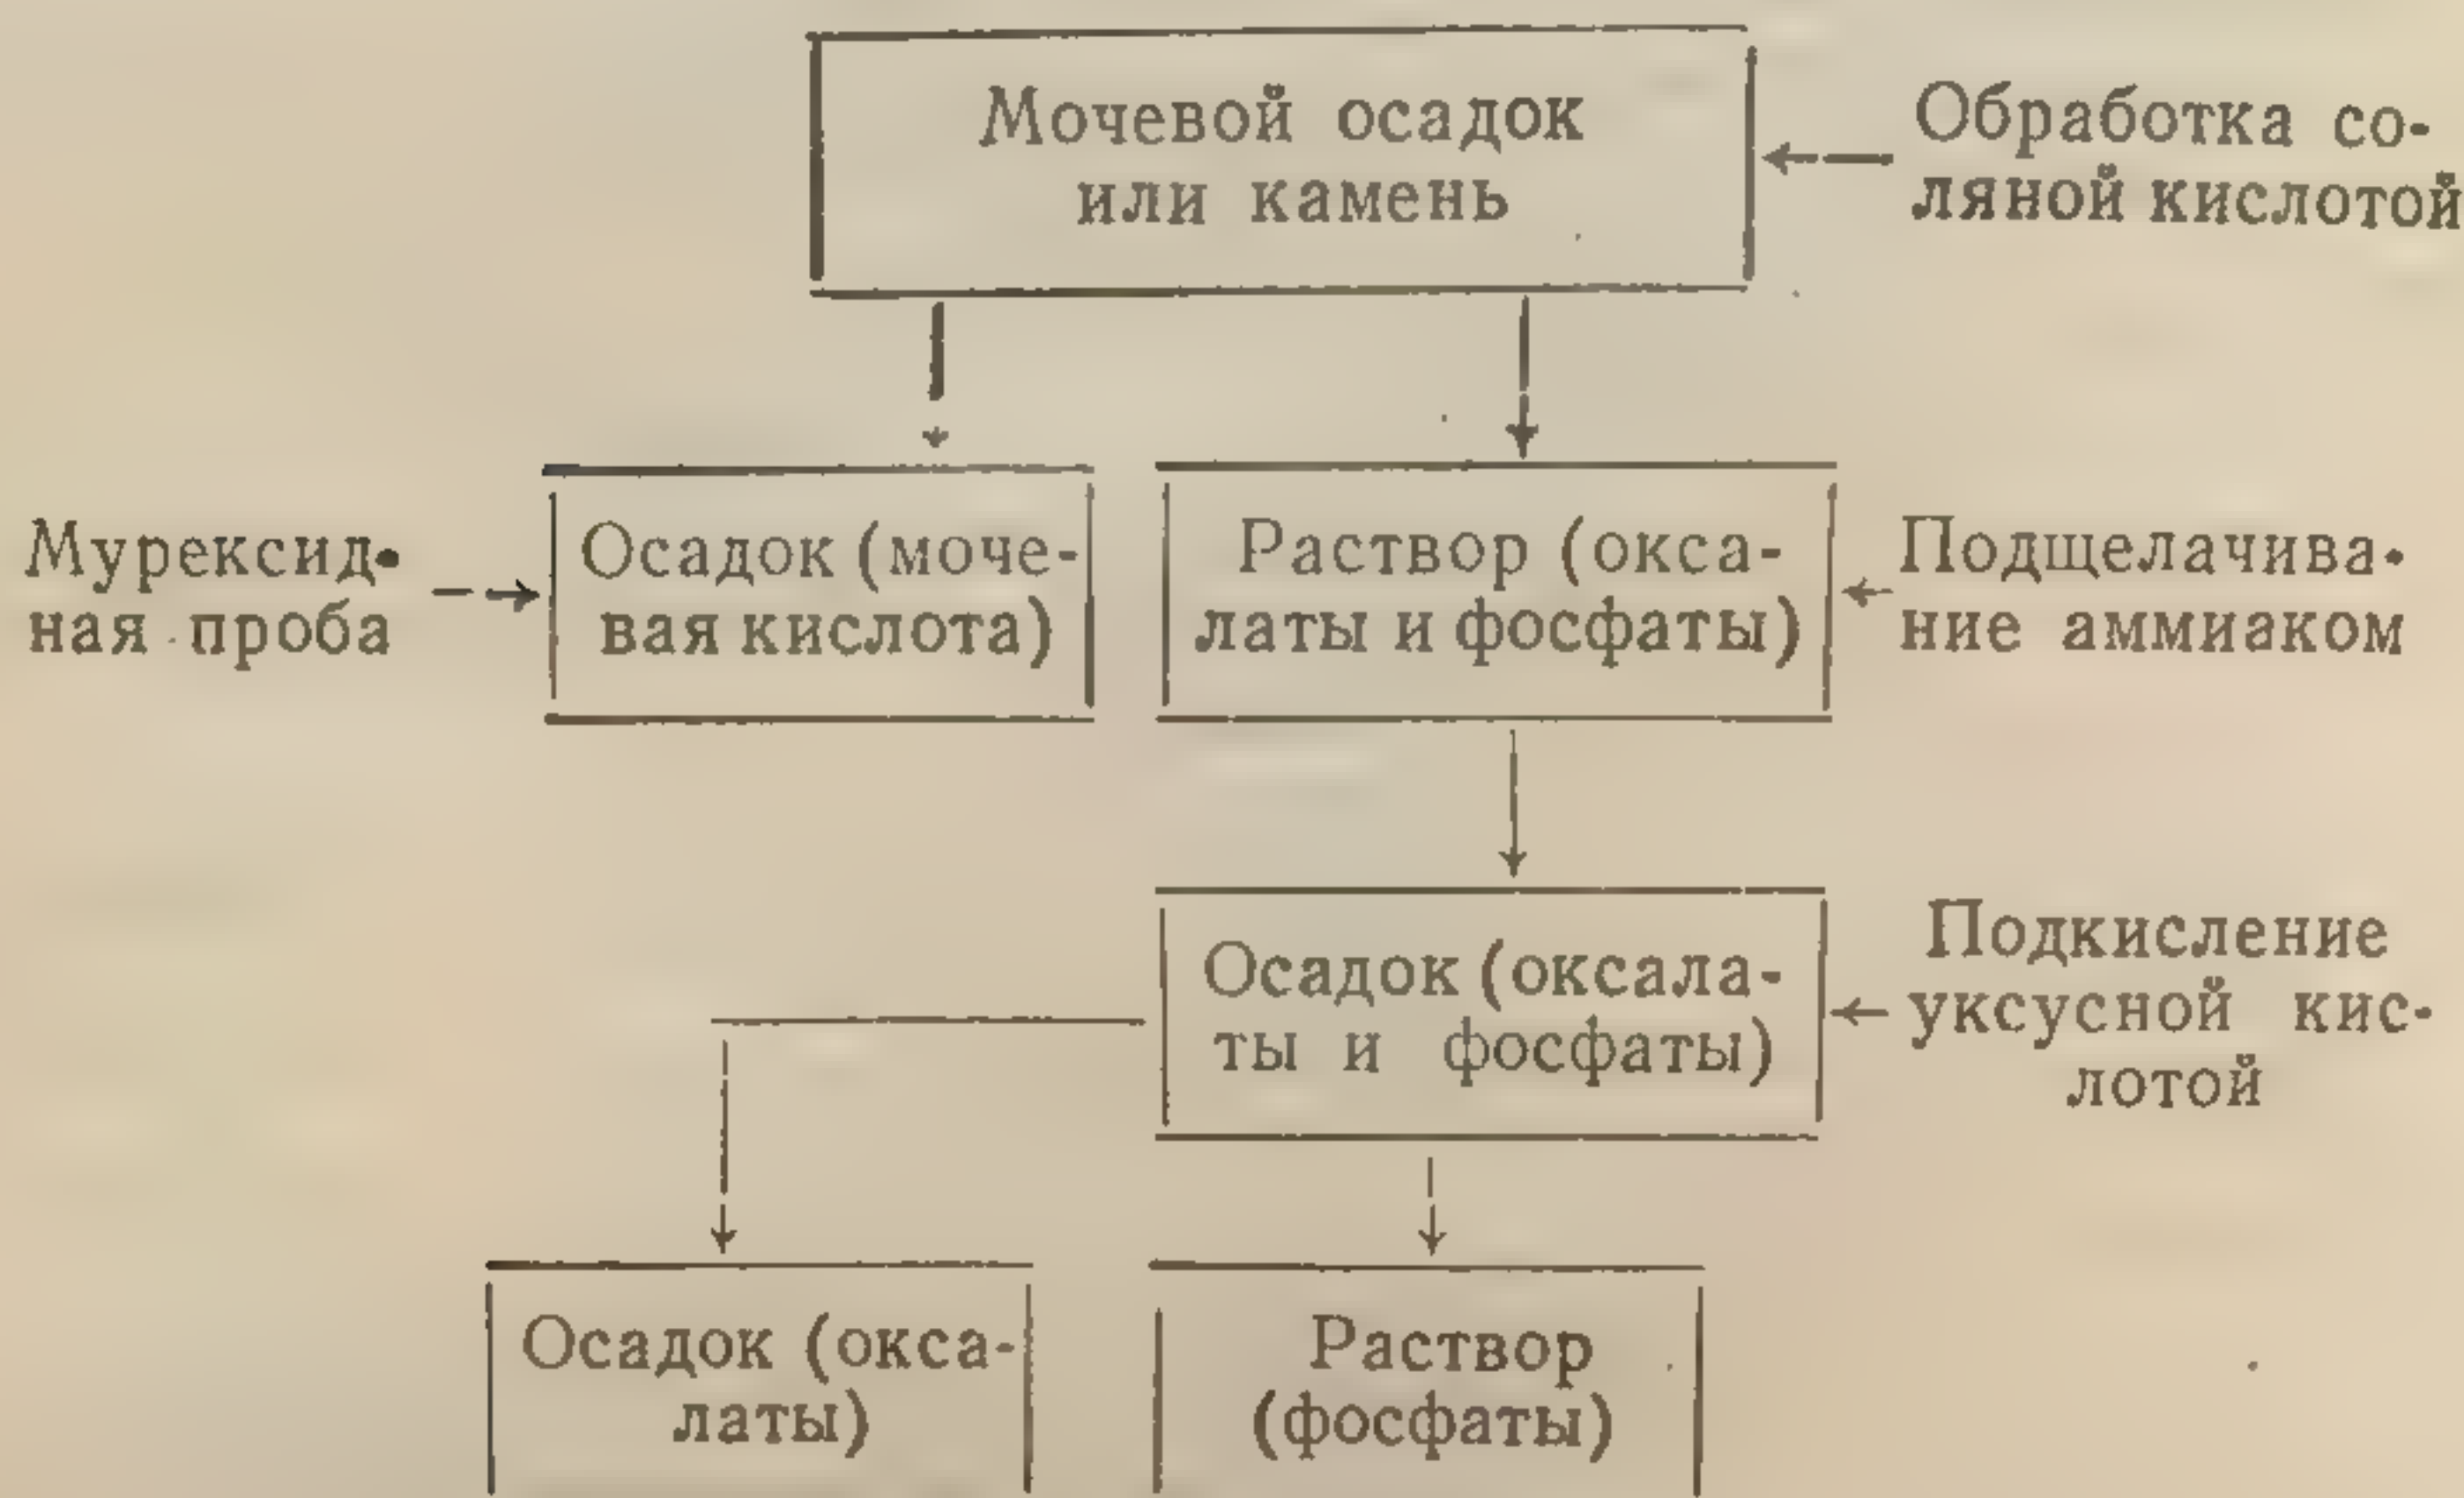 Мочевой осадок
или камень
Обработка со-
ляной кислотой
Мурексид-
ная проба
Осадок (моче-
вая кислота)
Раствор (окса-
латы и фосфаты)
Подщелачива-
ние аммиаком
Осадок (оксала-
ты и фосфаты)
Подкисление
уксусной кис-
лотой
Осадок (окса-
латы)
Раствор
(фосфаты)